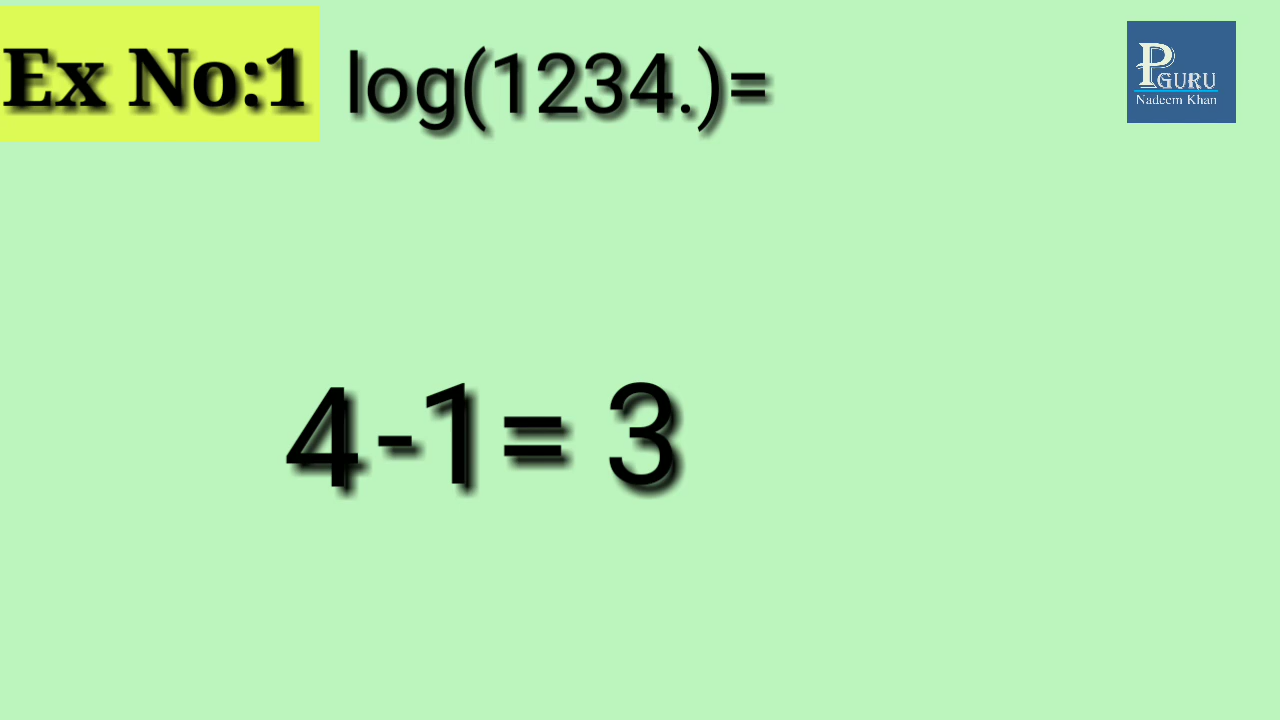 Ex No:1 log(1234.)=
PGURU
Nadeem Khan
4-1= 3